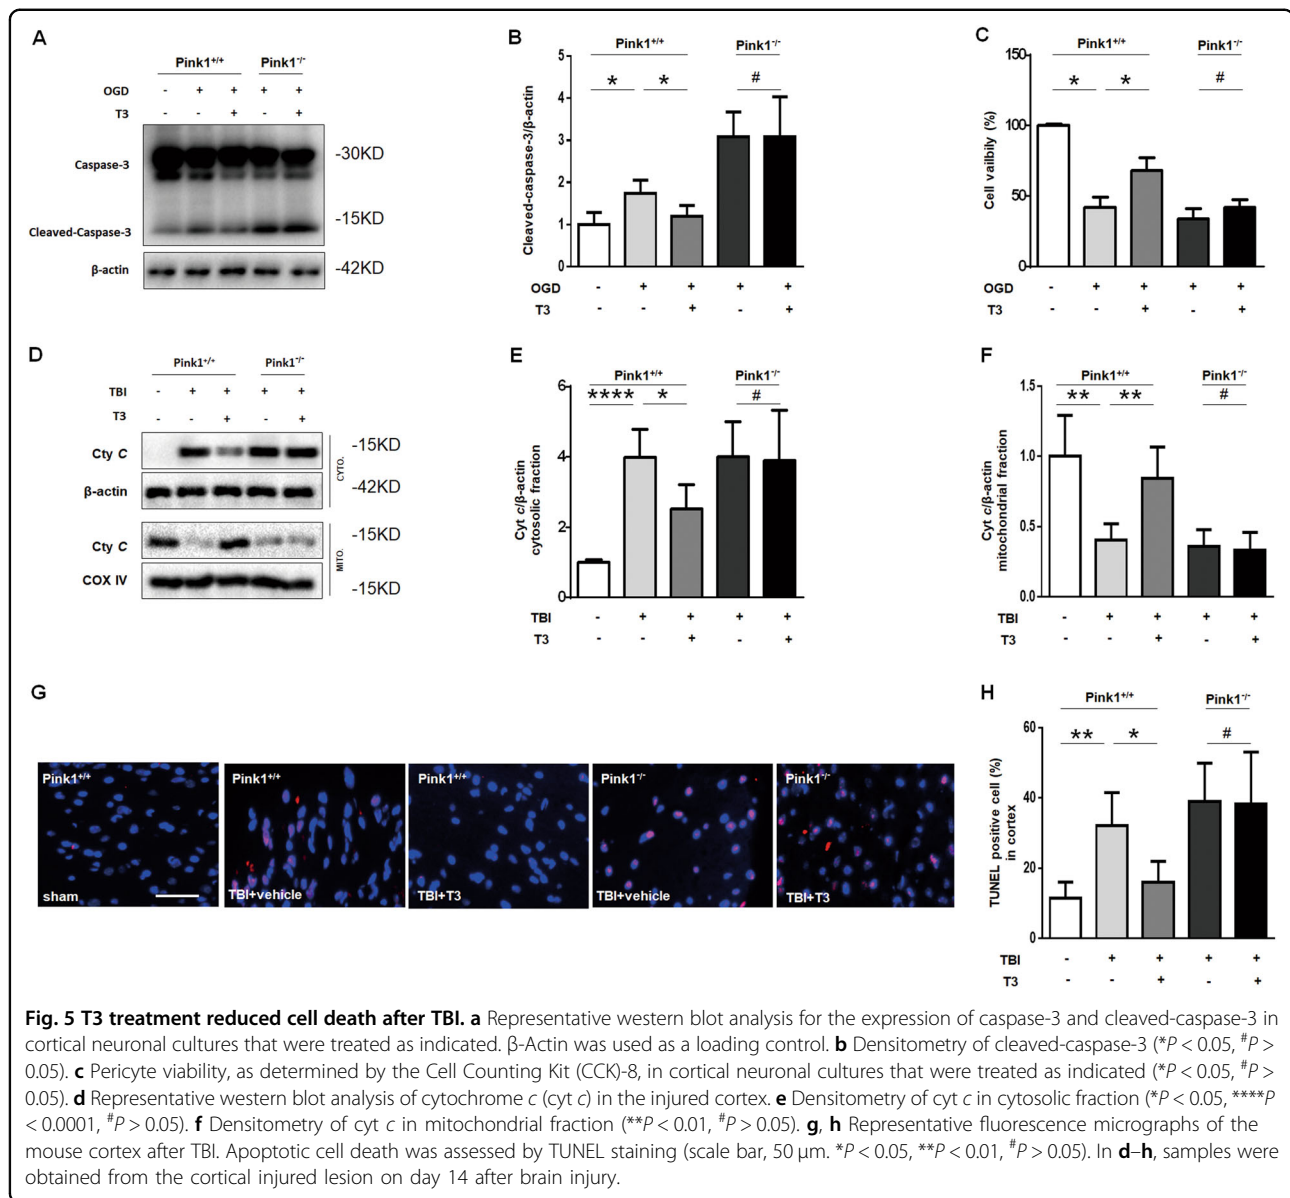 A
Pink1+/+ Pink1-/-
OGD - + + + +
T3 + +
Caspase-3 -30KD
-15KD
Cleaved-Caspase-3
β-actin -42KD
B
Pink1+/+ Pink1-/-
* * #
Cleaved-caspase-3/β-actin
5
4
3
2
1
0
OGD - + + + +
T3 - - + - +
C
Pink1+/+ Pink1-/-
* * #
Cell vailbity (%)
150
100
50
0
OGD - + + + +
T3 - - + - +
D
Pink1+/+ Pink1-/-
TBI - + + + +
T3 + +
Cty C -15KD
β-actin -42KD
CYTO.
Cty C -15KD
COX IV -15KD
MITO.
E
Pink1+/+ Pink1-/-
**** * #
Cyt c/β-actin
cytosolic fraction
6
4
2
0
TBI - + + + +
T3 - - + - +
F
Pink1+/+ Pink1-/-
** ** #
Cyt c/β-actin
mitochondrial fraction
1.5
1.0
0.5
0.0
TBI - + + + +
T3 - - + - +
G
Pink1+/+ Pink1+/+ Pink1+/+ Pink1-/- Pink1-/-
sham TBI+vehicle TBI+T3 TBI+vehicle TBI+T3
H
Pink1+/+ Pink1-/-
** * #
TUNEL positive cell (%)
in cortex
60
40
20
0
TBI - + + + +
T3 - - + - +
Fig. 5 T3 treatment reduced cell death after TBI. a Representative western blot analysis for the expression of caspase-3 and cleaved-caspase-3 in
cortical neuronal cultures that were treated as indicated. β-Actin was used as a loading control. b Densitometry of cleaved-caspase-3 (*P < 0.05, #P >
0.05). c Pericyte viability, as determined by the Cell Counting Kit (CCK)-8, in cortical neuronal cultures that were treated as indicated (*P < 0.05, #P >
0.05). d Representative western blot analysis of cytochrome c (cyt c) in the injured cortex. e Densitometry of cyt c in cytosolic fraction (*P < 0.05, ****P
< 0.0001, #P > 0.05). f Densitometry of cyt c in mitochondrial fraction (**P < 0.01, #P > 0.05). g, h Representative fluorescence micrographs of the
mouse cortex after TBI. Apoptotic cell death was assessed by TUNEL staining (scale bar, 50 μm. *P < 0.05, **P < 0.01, #P > 0.05). In d–h, samples were
obtained from the cortical injured lesion on day 14 after brain injury.